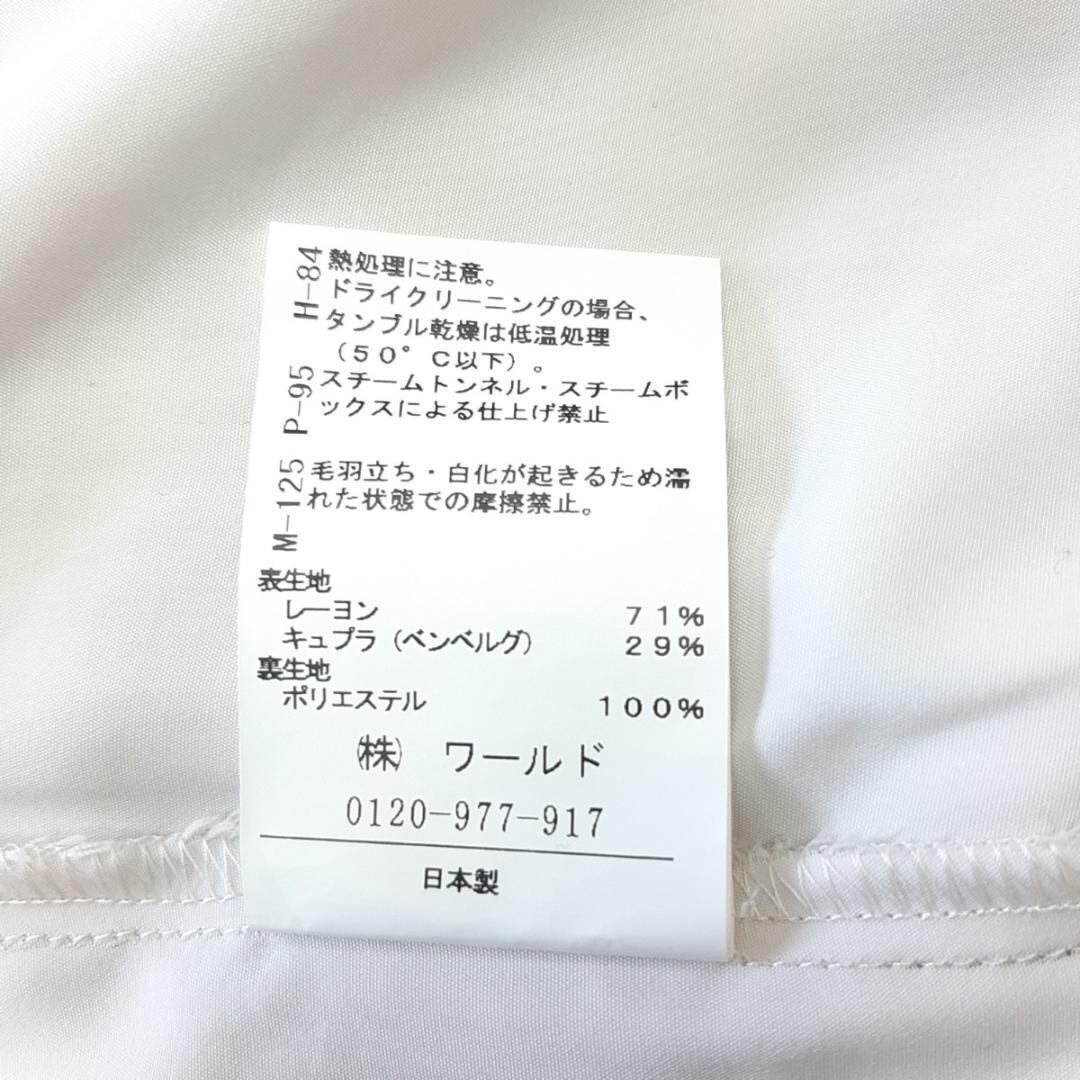 H-84
熱処理に注意。
ドライクリーニングの場合、
タンブル乾燥は低温処理
（５０°Ｃ以下）。
P-95
スチームトンネル・スチームボ
ックスによる仕上げ禁止
M-125
毛羽立ち・白化が起きるため濡
れた状態での摩擦禁止。
表生地
レーヨン ７１％
キュプラ（ベンベルグ） ２９％
裏生地
ポリエステル １００％
㈱ ワールド
0120-977-917
日本製